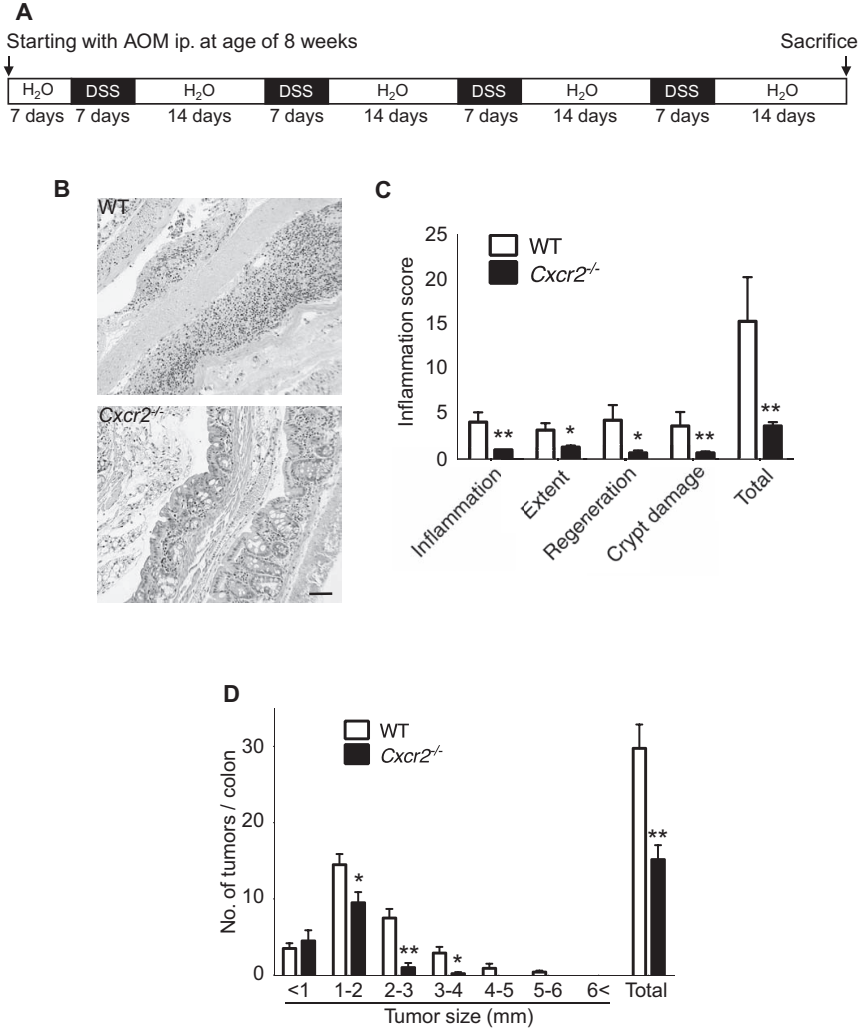 A
Starting with AOM ip. at age of 8 weeks Sacrifice
H₂O DSS H₂O DSS H₂O DSS H₂O DSS H₂O
7 days 7 days 14 days 7 days 14 days 7 days 14 days 7 days 14 days
B
WT
Cxcr2-/-
C
Inflammation score
25
20
15
10
5
0
WT
Cxcr2-/-
** * * ** **
Inflammation Extent Regeneration Crypt damage Total
D
No. of tumors / colon
30
20
10
0
WT
Cxcr2-/-
* ** * **
<1 1-2 2-3 3-4 4-5 5-6 6< Total
Tumor size (mm)